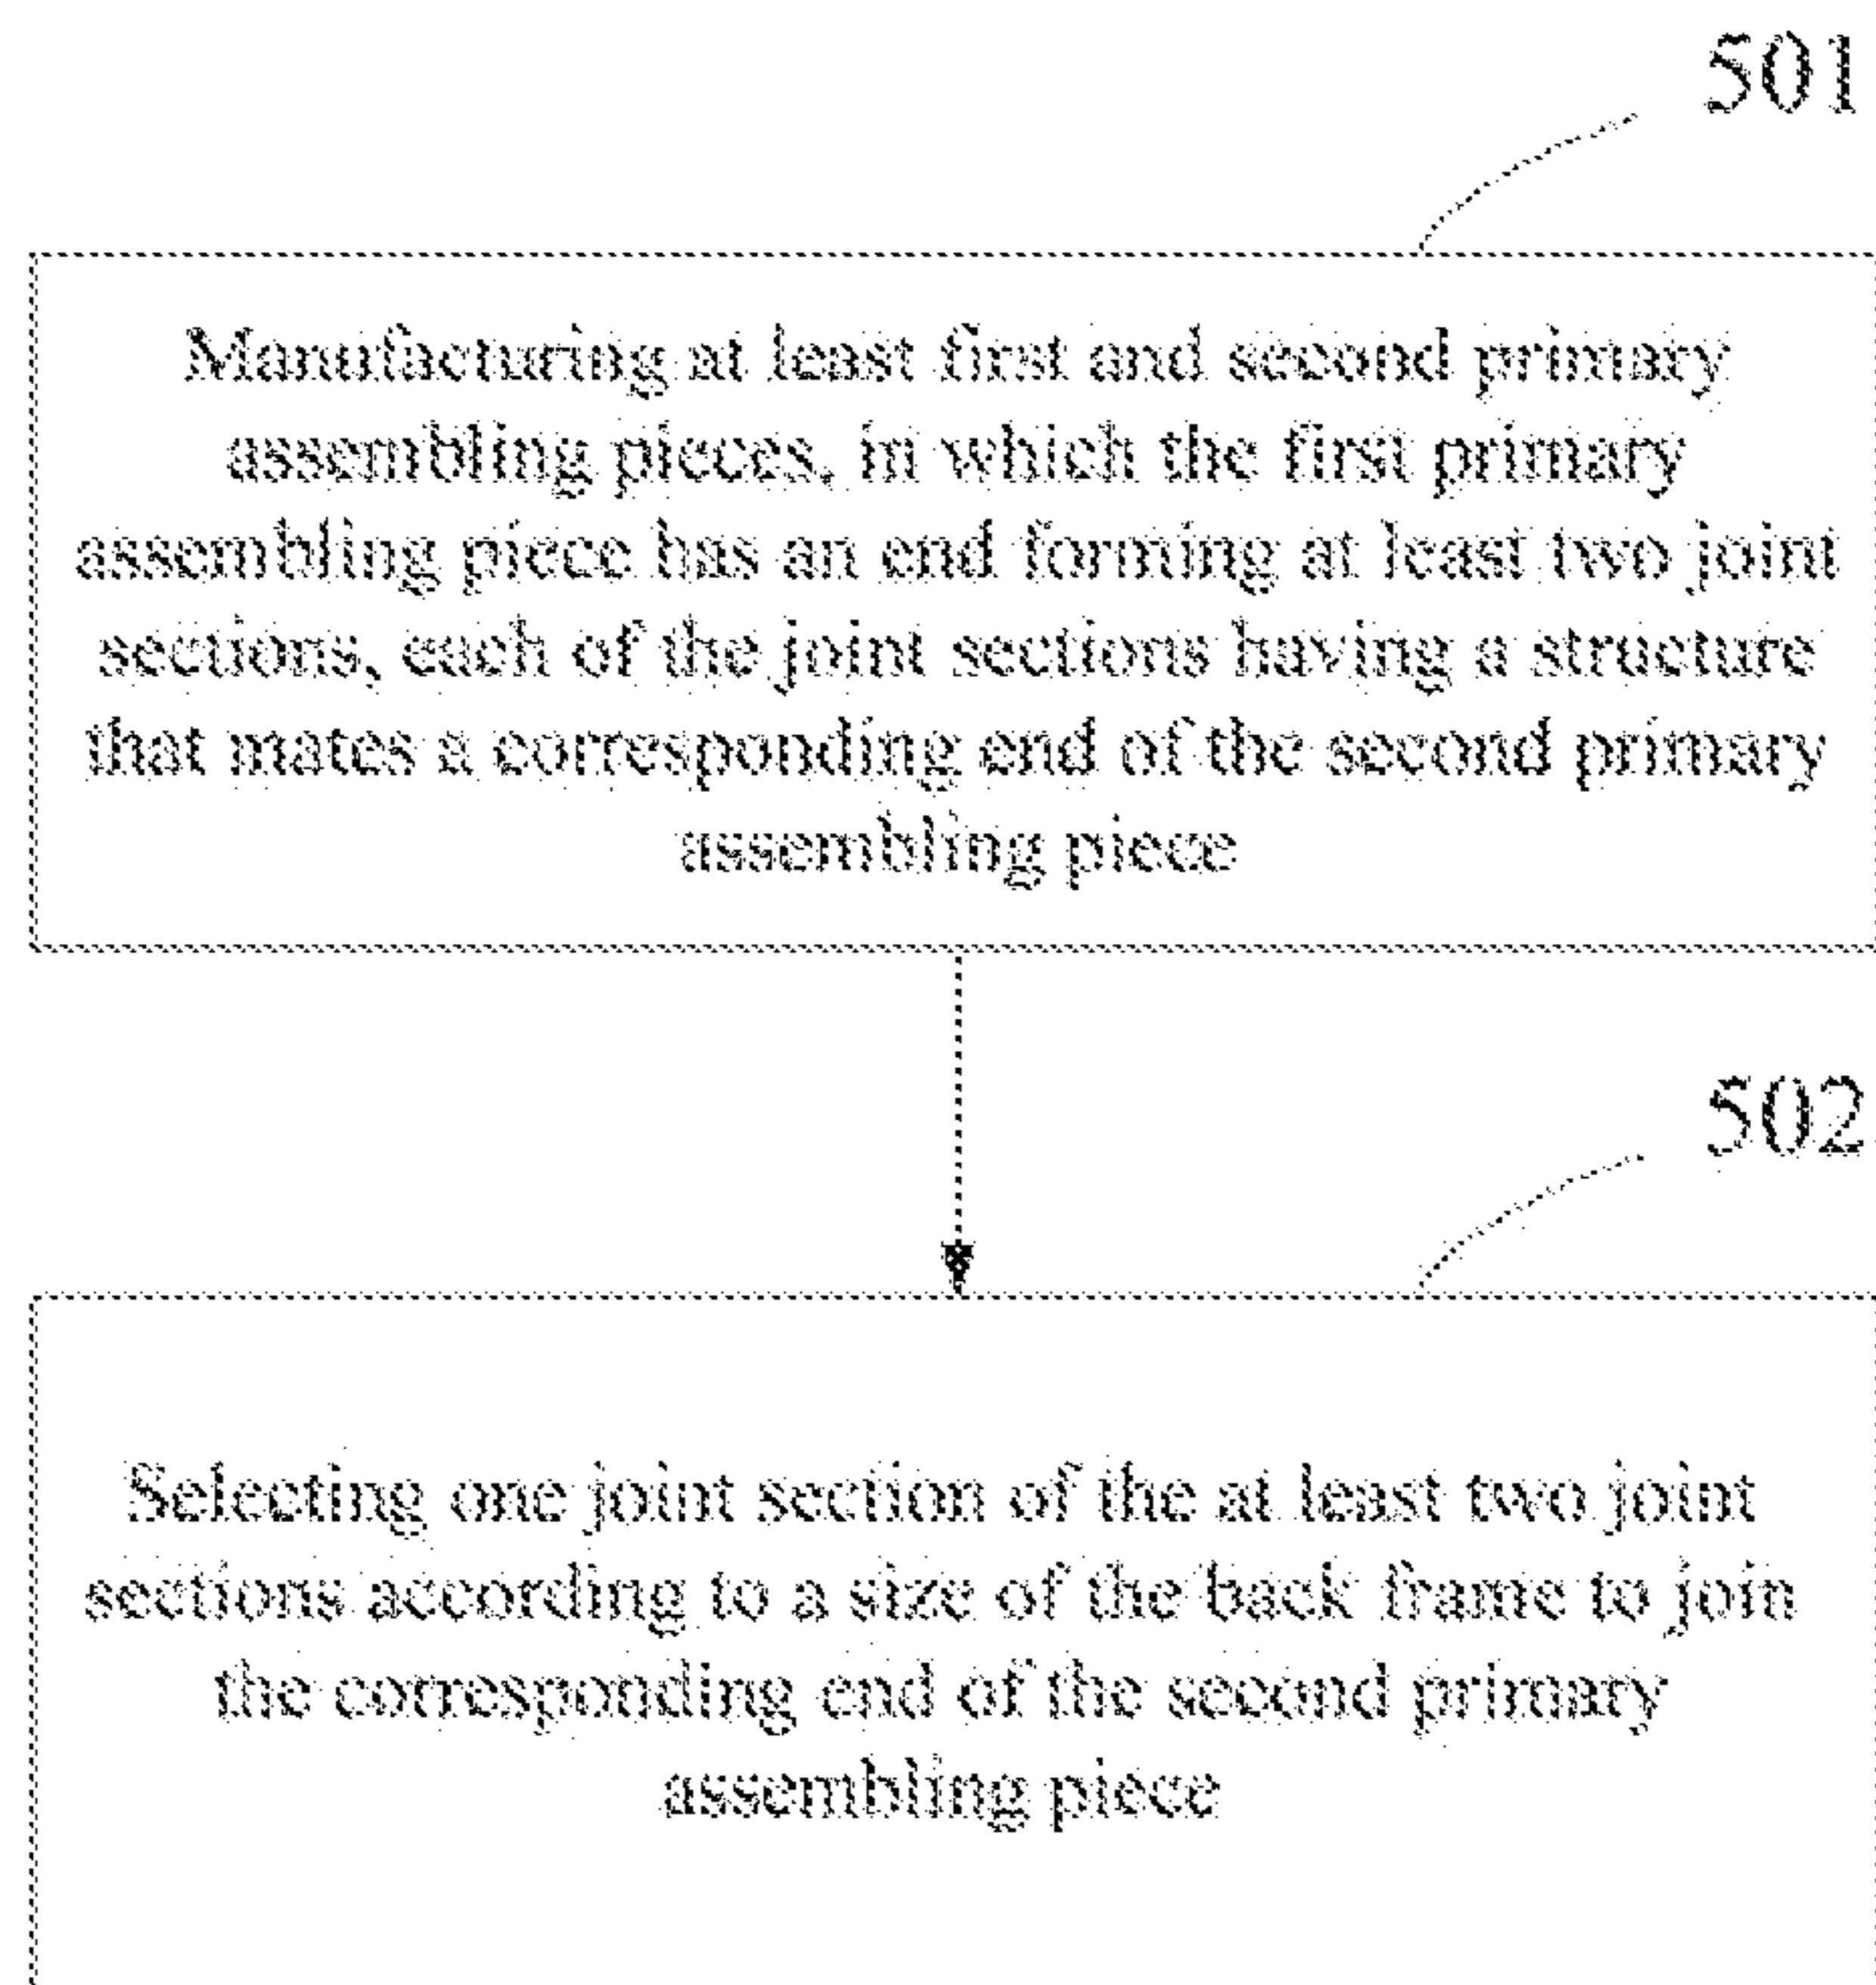 501
Manufacturing at least first and second primary
assembling pieces, in which the first primary
assembling piece has an end forming at least two joint
sections, each of the joint sections having a structure
that mates a corresponding end of the second primary
assembling piece
502
Selecting one joint section of the at least two joint
sections according to a size of the back frame to join
the corresponding end of the second primary
assembling piece